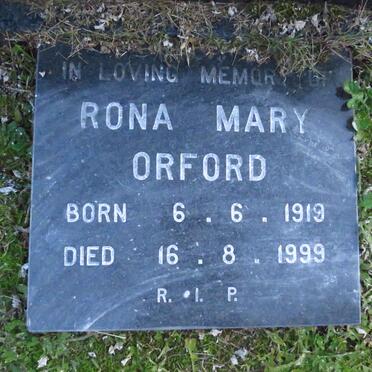 IN LOVING MEMORY OF
RONA MARY
ORFORD
BORN 6 . 6 . 1919
DIED 16 . 8 . 1999
R . I . P.